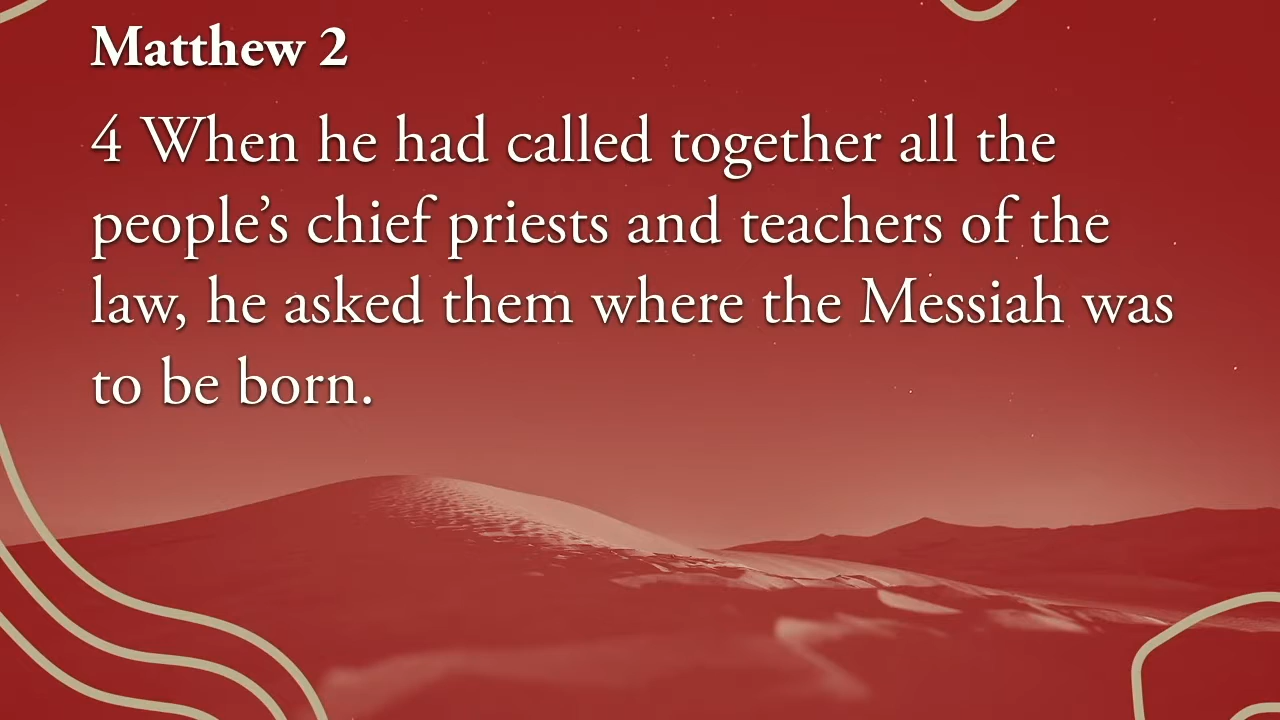 Matthew 2
4 When he had called together all the
people’s chief priests and teachers of the
law, he asked them where the Messiah was
to be born.